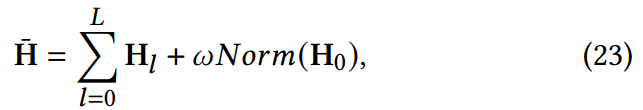 H̄ = ∑_{l=0}^{L} H_l + ωNorm(H_0), (23)